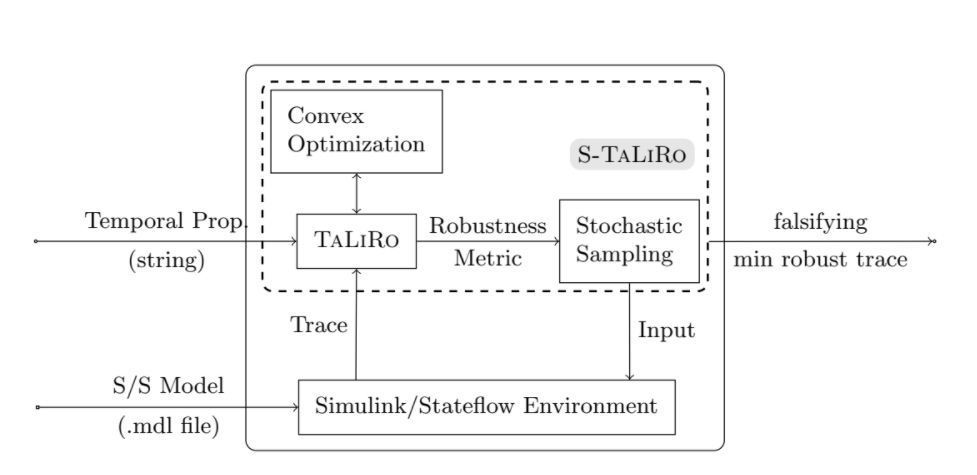 Convex
Optimization
S-TALIRO
Temporal Prop.
(string)
TALIRO
Robustness
Metric
Stochastic
Sampling
falsifying
min robust trace
Trace
Input
S/S Model
(.mdl file)
Simulink/Stateflow Environment